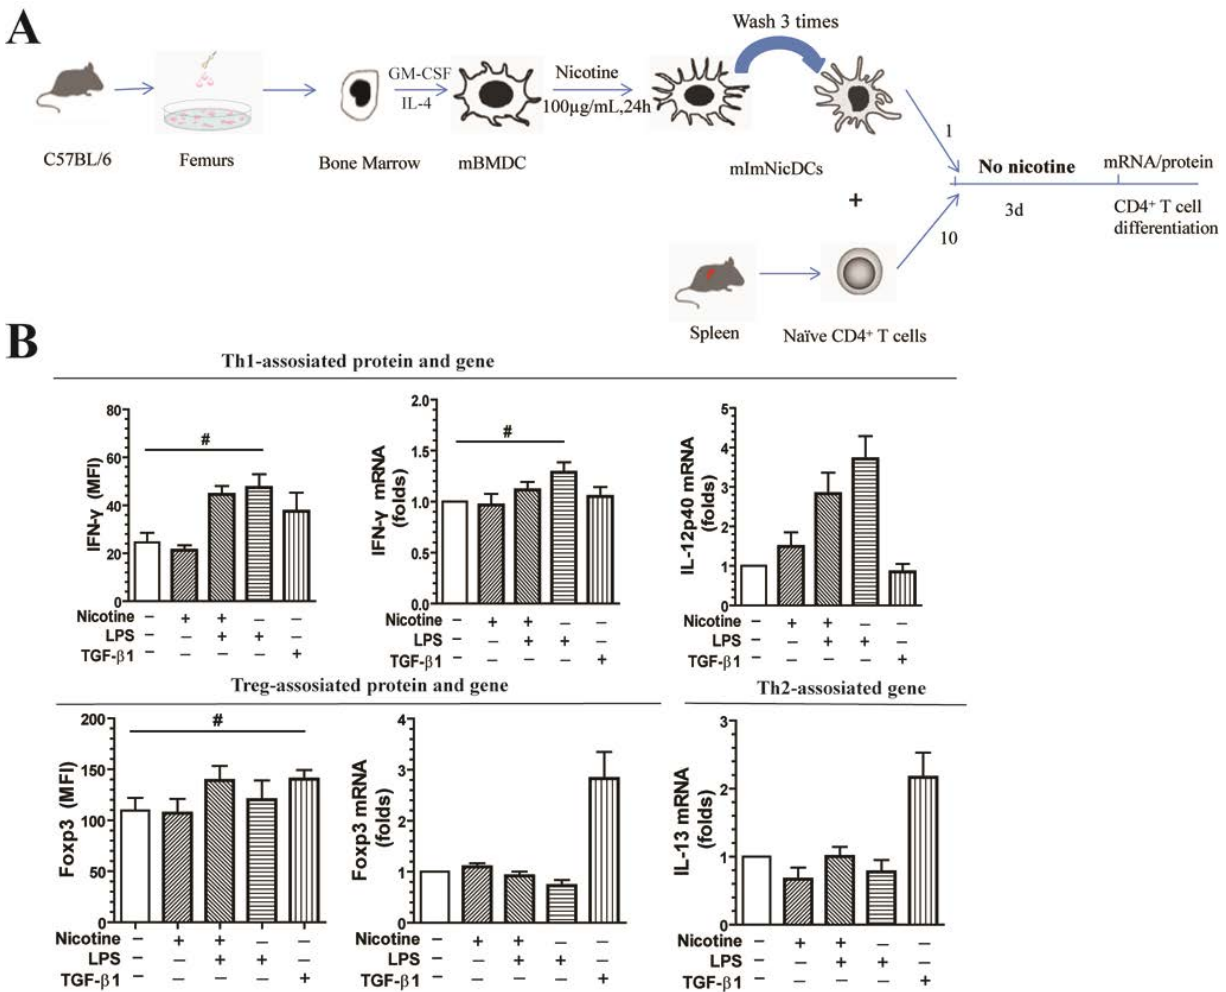 A
Wash 3 times
GM-CSF
IL-4
Nicotine
100µg/mL,24h
C57BL/6
Femurs
Bone Marrow
mBMDC
mImNicDCs
1
No nicotine
mRNA/protein
+
3d
CD4⁺ T cell
differentiation
10
Spleen
Naïve CD4⁺ T cells
B
Th1-assosiated protein and gene
IFN-γ (MFI)
80
60
40
20
0
#
Nicotine − + + − −
LPS − − + + −
TGF-β1 − − − − +
IFN-γ mRNA
(folds)
2.0
1.5
1.0
0.5
0.0
#
Nicotine − + + − −
LPS − − + + −
TGF-β1 − − − − +
IL-12p40 mRNA
(folds)
5
4
3
2
1
0
Nicotine − + + − −
LPS − − + + −
TGF-β1 − − − − +
Treg-assosiated protein and gene
Th2-assosiated gene
Foxp3 (MFI)
200
150
100
50
0
#
Nicotine − + + − −
LPS − − + + −
TGF-β1 − − − − +
Foxp3 mRNA
(folds)
4
3
2
1
0
Nicotine − + + − −
LPS − − + + −
TGF-β1 − − − − +
IL-13 mRNA
(folds)
3
2
1
0
Nicotine − + + − −
LPS − − + + −
TGF-β1 − − − − +